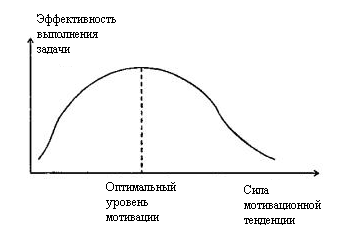 Эффективность
выполнения
задачи
Оптимальный
уровень
мотивации
Сила
мотивационной
тенденции